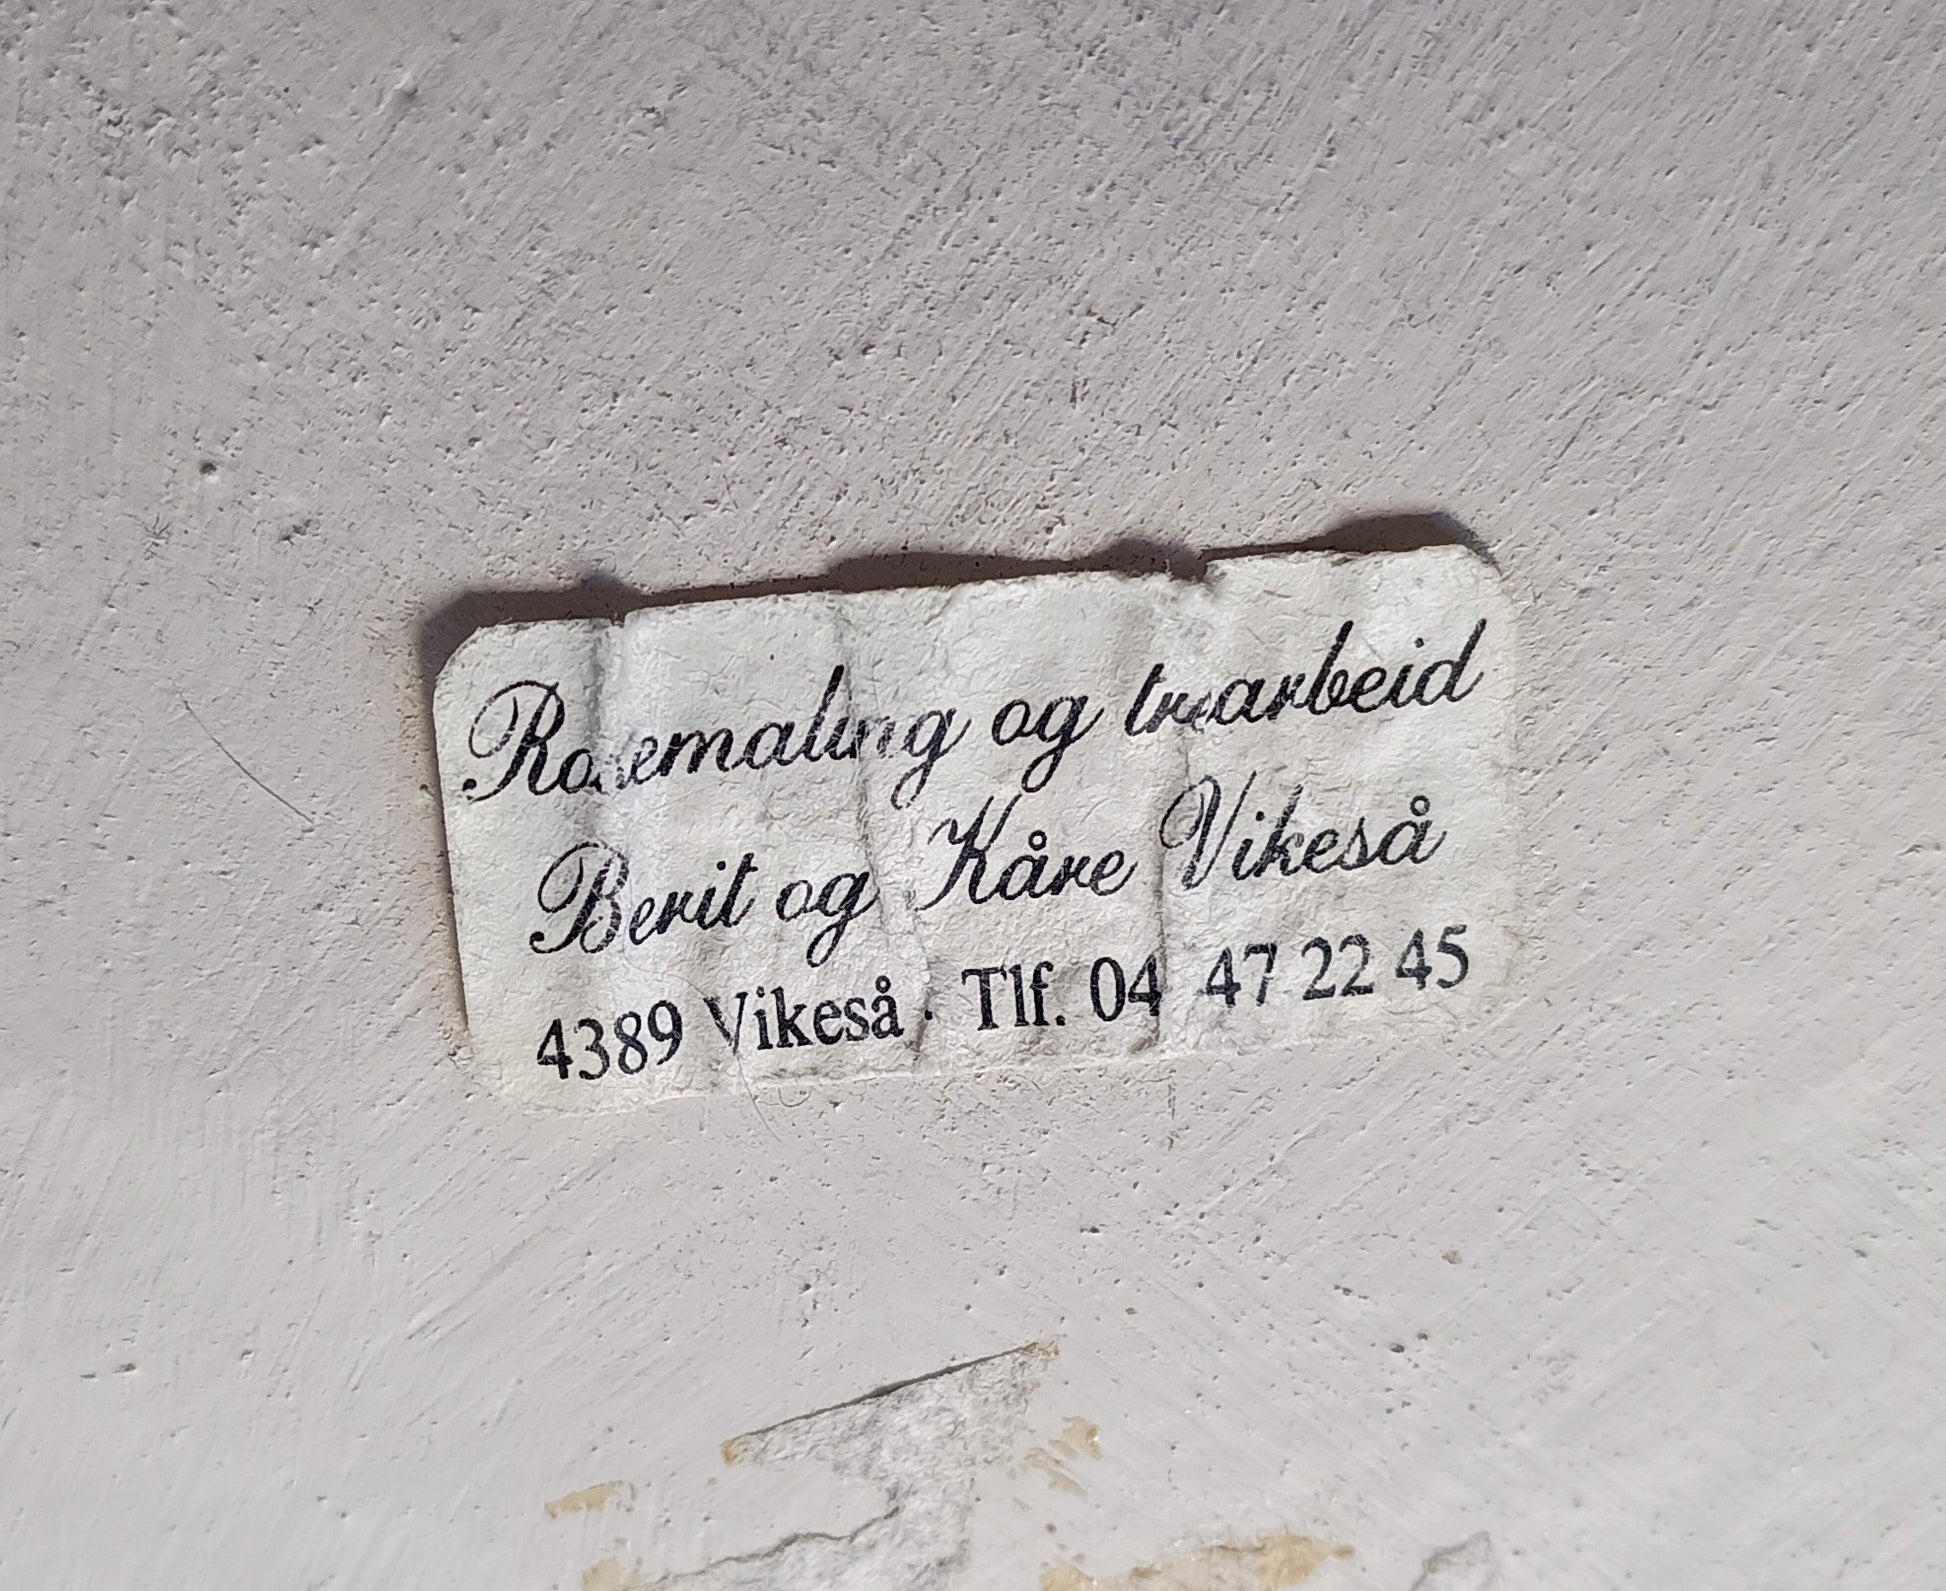 Rosemaling og trearbeid
Berit og Kåre Vikeså
4389 Vikeså · Tlf. 04 47 22 45